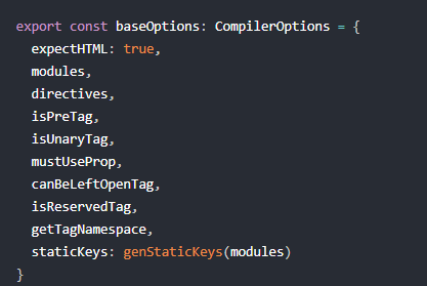 export const baseOptions: CompilerOptions = {
  expectHTML: true,
  modules,
  directives,
  isPreTag,
  isUnaryTag,
  mustUseProp,
  canBeLeftOpenTag,
  isReservedTag,
  getTagNamespace,
  staticKeys: genStaticKeys(modules)
}